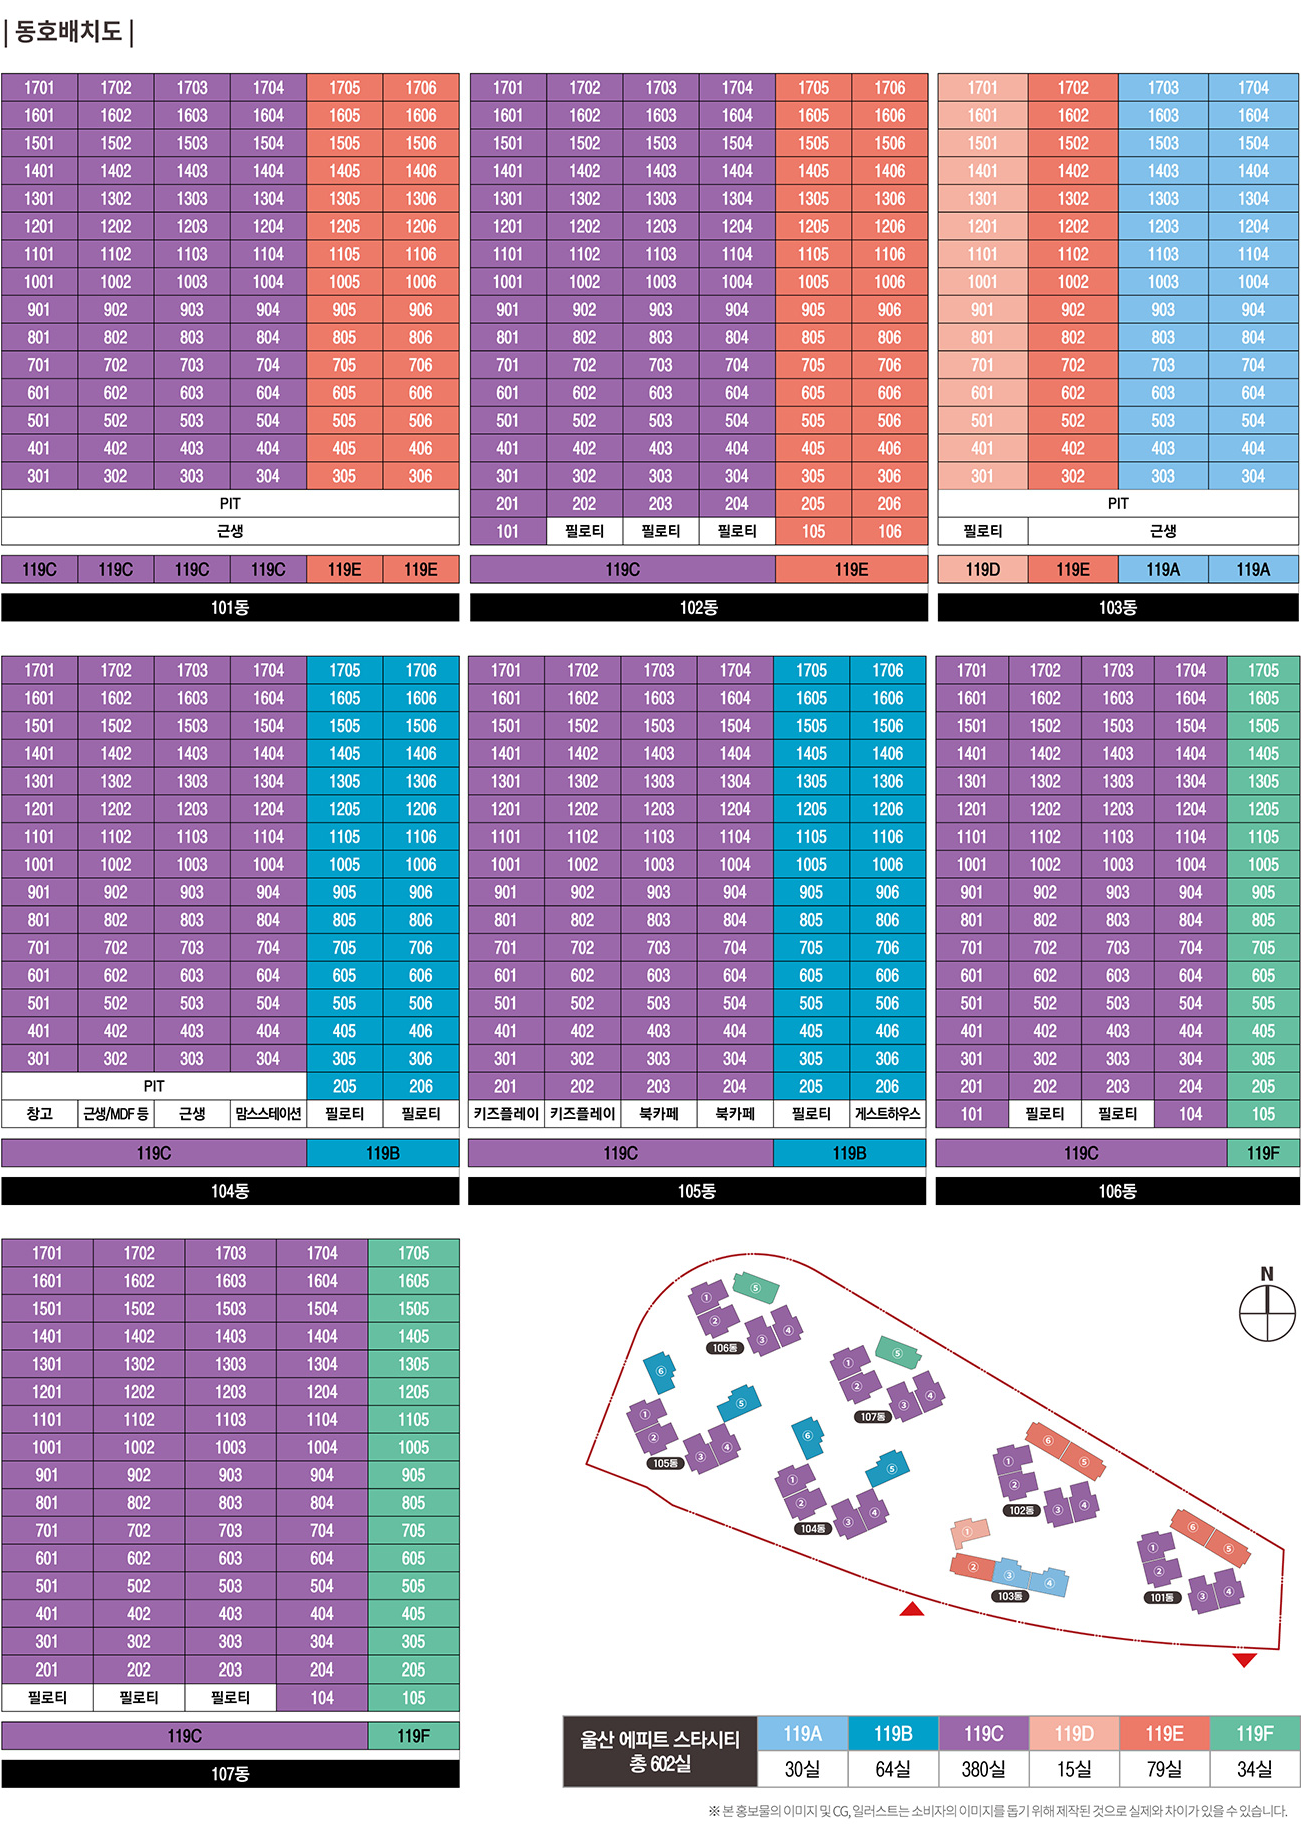 | 동호배치도 |
1701 1702 1703 1704 1705 1706
1601 1602 1603 1604 1605 1606
1501 1502 1503 1504 1505 1506
1401 1402 1403 1404 1405 1406
1301 1302 1303 1304 1305 1306
1201 1202 1203 1204 1205 1206
1101 1102 1103 1104 1105 1106
1001 1002 1003 1004 1005 1006
901 902 903 904 905 906
801 802 803 804 805 806
701 702 703 704 705 706
601 602 603 604 605 606
501 502 503 504 505 506
401 402 403 404 405 406
301 302 303 304 305 306
PIT
근생
119C 119C 119C 119C 119E 119E
101동
1701 1702 1703 1704 1705 1706
1601 1602 1603 1604 1605 1606
1501 1502 1503 1504 1505 1506
1401 1402 1403 1404 1405 1406
1301 1302 1303 1304 1305 1306
1201 1202 1203 1204 1205 1206
1101 1102 1103 1104 1105 1106
1001 1002 1003 1004 1005 1006
901 902 903 904 905 906
801 802 803 804 805 806
701 702 703 704 705 706
601 602 603 604 605 606
501 502 503 504 505 506
401 402 403 404 405 406
301 302 303 304 305 306
201 202 203 204 205 206
101 필로티 필로티 필로티 105 106
119C 119E
102동
1701 1702 1703 1704
1601 1602 1603 1604
1501 1502 1503 1504
1401 1402 1403 1404
1301 1302 1303 1304
1201 1202 1203 1204
1101 1102 1103 1104
1001 1002 1003 1004
901 902 903 904
801 802 803 804
701 702 703 704
601 602 603 604
501 502 503 504
401 402 403 404
301 302 303 304
PIT
필로티 근생
119D 119E 119A 119A
103동
1701 1702 1703 1704 1705 1706
1601 1602 1603 1604 1605 1606
1501 1502 1503 1504 1505 1506
1401 1402 1403 1404 1405 1406
1301 1302 1303 1304 1305 1306
1201 1202 1203 1204 1205 1206
1101 1102 1103 1104 1105 1106
1001 1002 1003 1004 1005 1006
901 902 903 904 905 906
801 802 803 804 805 806
701 702 703 704 705 706
601 602 603 604 605 606
501 502 503 504 505 506
401 402 403 404 405 406
301 302 303 304 305 306
PIT 205 206
창고 근생/MDF 등 근생 맘스스테이션 필로티 필로티
119C 119B
104동
1701 1702 1703 1704 1705 1706
1601 1602 1603 1604 1605 1606
1501 1502 1503 1504 1505 1506
1401 1402 1403 1404 1405 1406
1301 1302 1303 1304 1305 1306
1201 1202 1203 1204 1205 1206
1101 1102 1103 1104 1105 1106
1001 1002 1003 1004 1005 1006
901 902 903 904 905 906
801 802 803 804 805 806
701 702 703 704 705 706
601 602 603 604 605 606
501 502 503 504 505 506
401 402 403 404 405 406
301 302 303 304 305 306
201 202 203 204 205 206
키즈플레이 키즈플레이 북카페 북카페 필로티 게스트하우스
119C 119B
105동
1701 1702 1703 1704 1705
1601 1602 1603 1604 1605
1501 1502 1503 1504 1505
1401 1402 1403 1404 1405
1301 1302 1303 1304 1305
1201 1202 1203 1204 1205
1101 1102 1103 1104 1105
1001 1002 1003 1004 1005
901 902 903 904 905
801 802 803 804 805
701 702 703 704 705
601 602 603 604 605
501 502 503 504 505
401 402 403 404 405
301 302 303 304 305
201 202 203 204 205
101 필로티 필로티 104 105
119C 119F
106동
1701 1702 1703 1704 1705
1601 1602 1603 1604 1605
1501 1502 1503 1504 1505
1401 1402 1403 1404 1405
1301 1302 1303 1304 1305
1201 1202 1203 1204 1205
1101 1102 1103 1104 1105
1001 1002 1003 1004 1005
901 902 903 904 905
801 802 803 804 805
701 702 703 704 705
601 602 603 604 605
501 502 503 504 505
401 402 403 404 405
301 302 303 304 305
201 202 203 204 205
필로티 필로티 필로티 104 105
119C 119F
107동
N
① ② ③ ④ ⑤
106동
① ② ③ ④ ⑤
107동
① ② ③ ④ ⑤ ⑥
105동
① ② ③ ④ ⑤ ⑥
104동
① ② ③ ④ ⑤ ⑥
102동
① ② ③ ④
103동
① ② ③ ④ ⑤ ⑥
101동
울산 에피트 스타시티
총 602실
119A 119B 119C 119D 119E 119F
30실 64실 380실 15실 79실 34실
※ 본 홍보물의 이미지 및 CG, 일러스트는 소비자의 이미지를 돕기 위해 제작된 것으로 실제와 차이가 있을 수 있습니다.